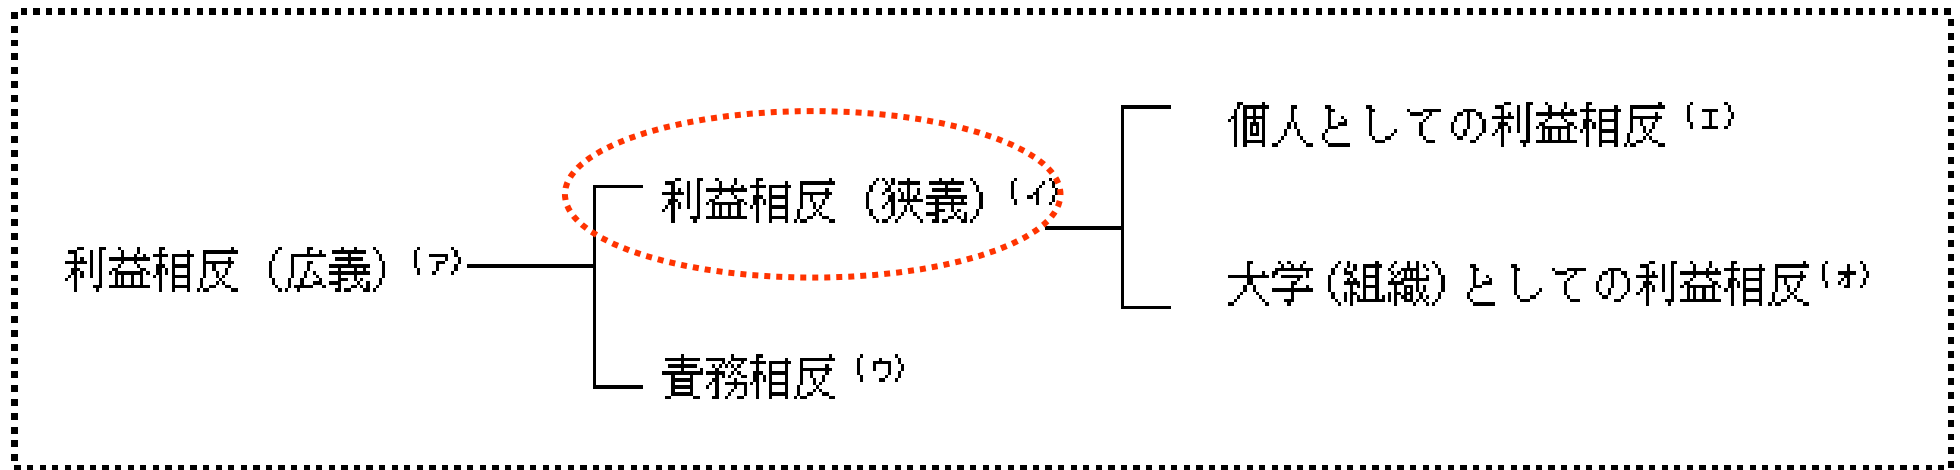 個人としての利益相反（エ）
利益相反（狭義）（イ）
利益相反（広義）（ア）
大学(組織)としての利益相反（オ）
責務相反（ウ）